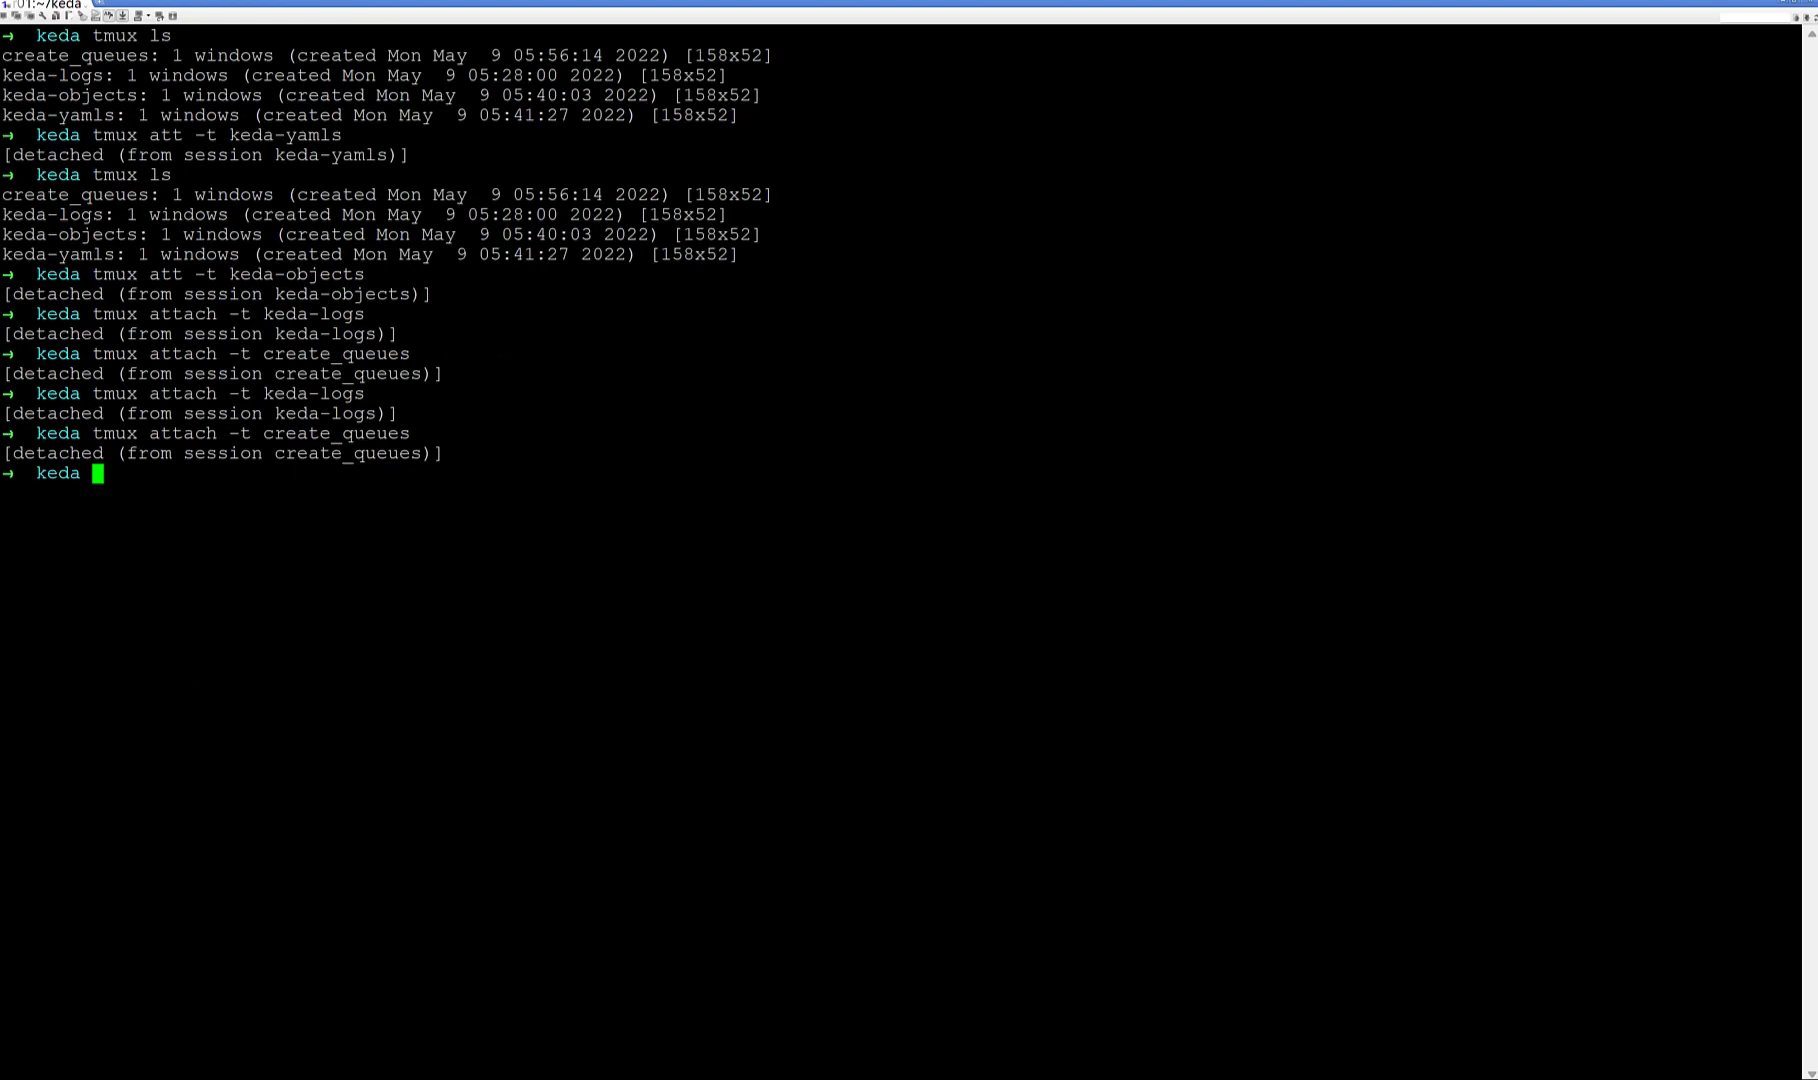 01:~/keda
→  keda tmux ls
create_queues: 1 windows (created Mon May  9 05:56:14 2022) [158x52]
keda-logs: 1 windows (created Mon May  9 05:28:00 2022) [158x52]
keda-objects: 1 windows (created Mon May  9 05:40:03 2022) [158x52]
keda-yamls: 1 windows (created Mon May  9 05:41:27 2022) [158x52]
→  keda tmux att -t keda-yamls
[detached (from session keda-yamls)]
→  keda tmux ls
create_queues: 1 windows (created Mon May  9 05:56:14 2022) [158x52]
keda-logs: 1 windows (created Mon May  9 05:28:00 2022) [158x52]
keda-objects: 1 windows (created Mon May  9 05:40:03 2022) [158x52]
keda-yamls: 1 windows (created Mon May  9 05:41:27 2022) [158x52]
→  keda tmux att -t keda-objects
[detached (from session keda-objects)]
→  keda tmux attach -t keda-logs
[detached (from session keda-logs)]
→  keda tmux attach -t create_queues
[detached (from session create_queues)]
→  keda tmux attach -t keda-logs
[detached (from session keda-logs)]
→  keda tmux attach -t create_queues
[detached (from session create_queues)]
→  keda